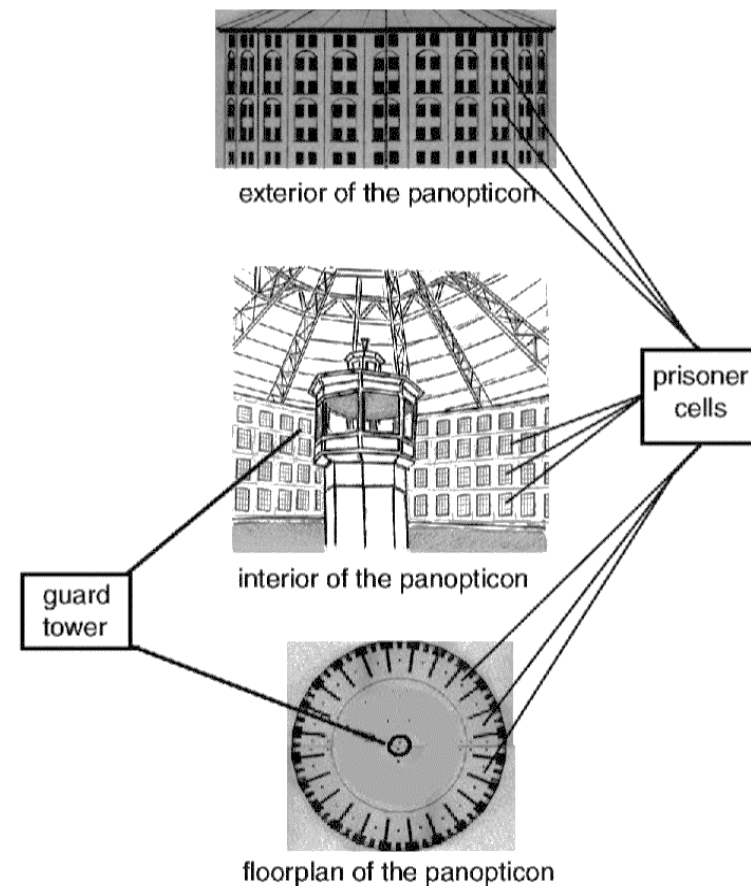 exterior of the panopticon
prisoner
cells
interior of the panopticon
guard
tower
floorplan of the panopticon